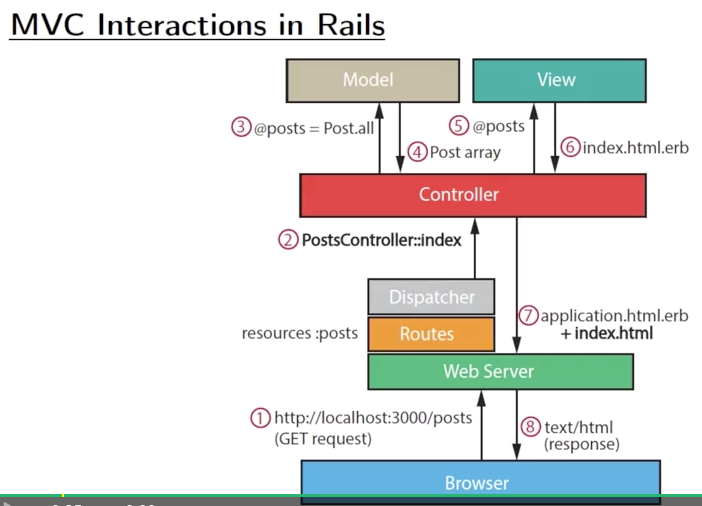 MVC Interactions in Rails
Model
View
③ @posts = Post.all
⑤ @posts
④ Post array
⑥ index.html.erb
Controller
② PostsController::index
Dispatcher
⑦ application.html.erb
+ index.html
resources :posts
Routes
Web Server
① http://localhost:3000/posts
(GET request)
⑧ text/html
(response)
Browser